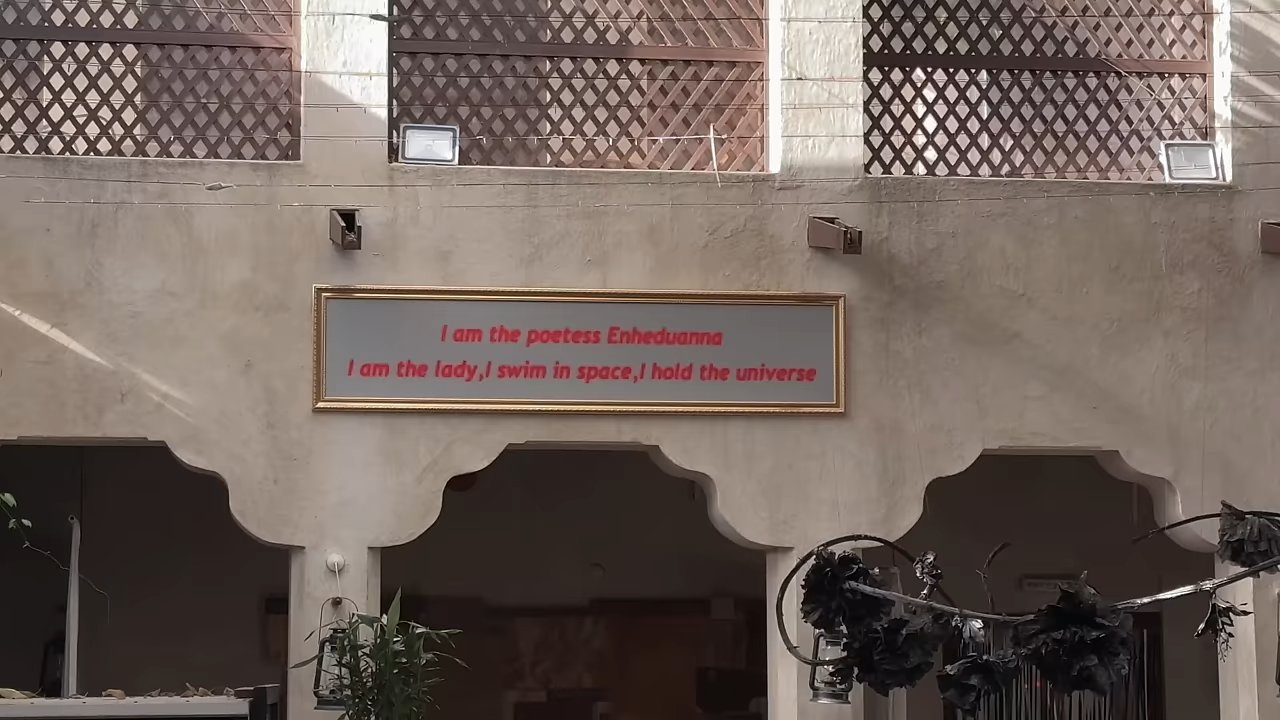 I am the poetess Enheduanna
I am the lady,I swim in space,I hold the universe